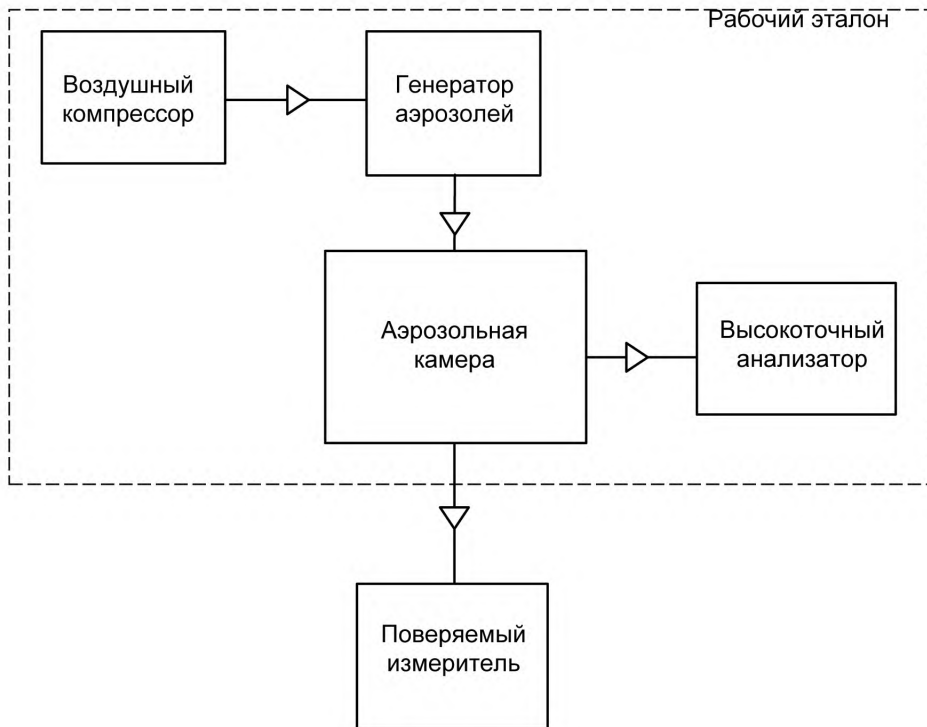 Рабочий эталон
Воздушный
компрессор
Генератор
аэрозолей
Аэрозольная
камера
Высокоточный
анализатор
Поверяемый
измеритель